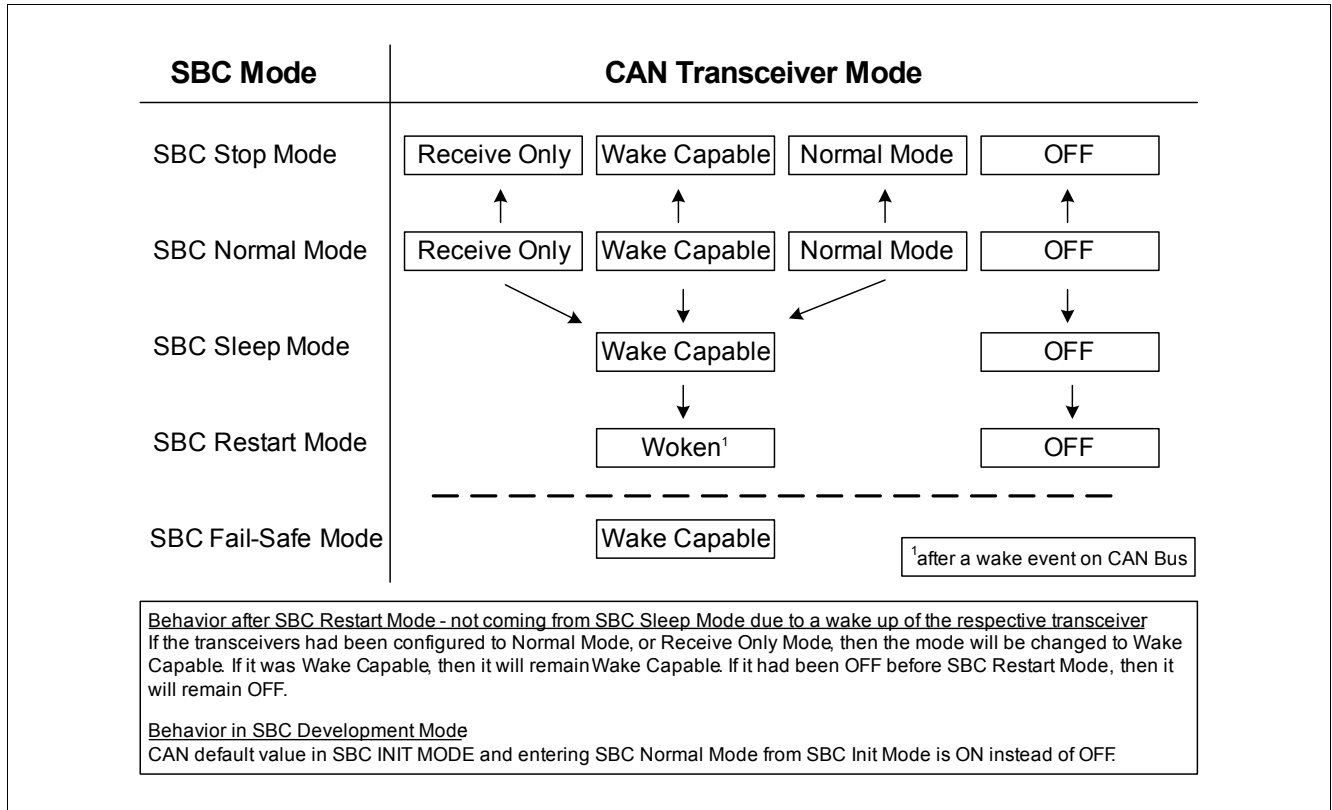 SBC Mode CAN Transceiver Mode
SBC Stop Mode Receive Only Wake Capable Normal Mode OFF
SBC Normal Mode Receive Only Wake Capable Normal Mode OFF
SBC Sleep Mode Wake Capable OFF
SBC Restart Mode Woken¹ OFF
SBC Fail-Safe Mode Wake Capable
¹after a wake event on CAN Bus
Behavior after SBC Restart Mode - not coming from SBC Sleep Mode due to a wake up of the respective transceiver
If the transceivers had been configured to Normal Mode, or Receive Only Mode, then the mode will be changed to Wake
Capable. If it was Wake Capable, then it will remain Wake Capable. If it had been OFF before SBC Restart Mode, then it
will remain OFF.
Behavior in SBC Development Mode
CAN default value in SBC INIT MODE and entering SBC Normal Mode from SBC Init Mode is ON instead of OFF.